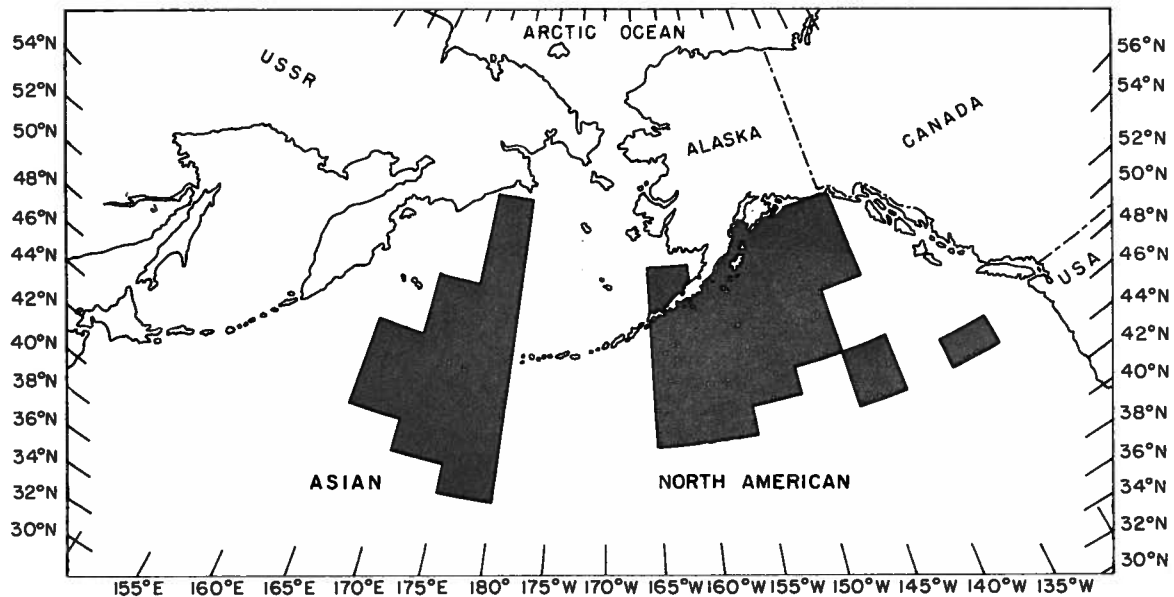 ARCTIC OCEAN
USSR
ALASKA
CANADA
USA
ASIAN
NORTH AMERICAN
54°N
52°N
50°N
48°N
46°N
44°N
42°N
40°N
38°N
36°N
34°N
32°N
30°N
56°N
54°N
52°N
50°N
48°N
46°N
44°N
42°N
40°N
38°N
36°N
34°N
32°N
30°N
155°E 160°E 165°E 170°E 175°E 180° 175°W 170°W 165°W 160°W 155°W 150°W 145°W 140°W 135°W